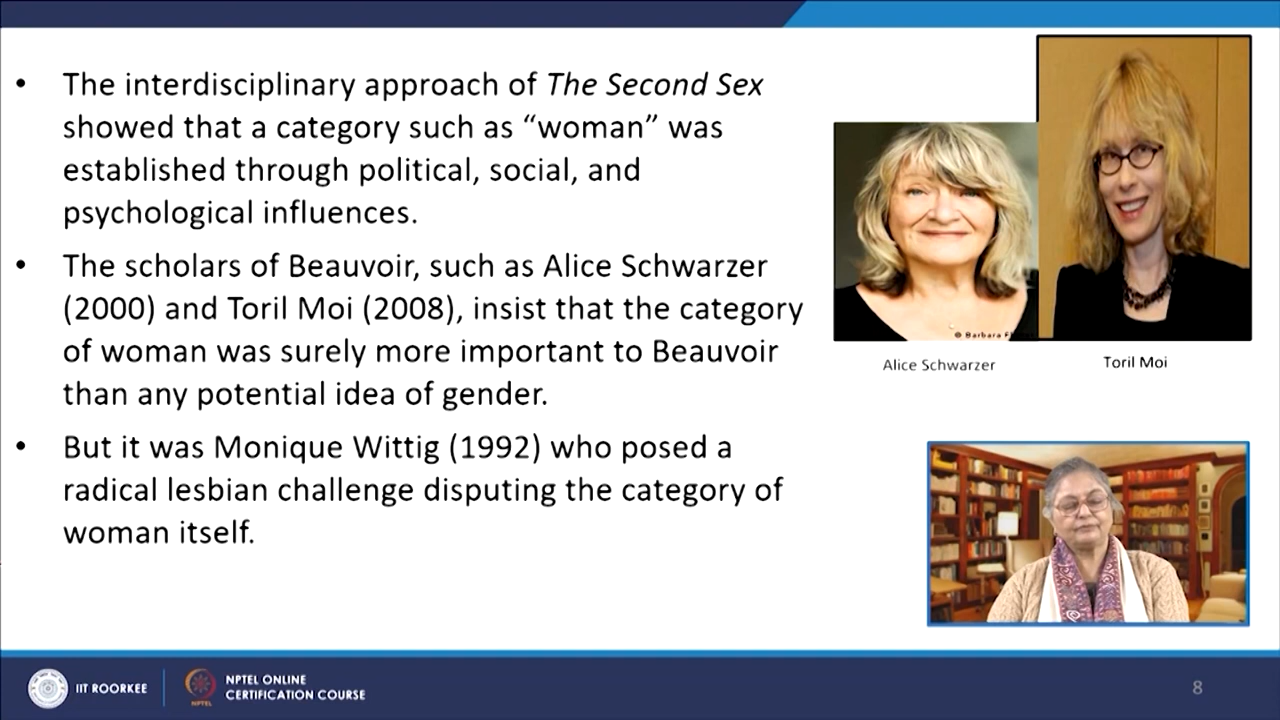 • The interdisciplinary approach of The Second Sex
showed that a category such as “woman” was
established through political, social, and
psychological influences.
• The scholars of Beauvoir, such as Alice Schwarzer
(2000) and Toril Moi (2008), insist that the category
of woman was surely more important to Beauvoir
than any potential idea of gender.
• But it was Monique Wittig (1992) who posed a
radical lesbian challenge disputing the category of
woman itself.
© Barbara
Alice Schwarzer
Toril Moi
IIT ROORKEE
NPTEL
NPTEL ONLINE
CERTIFICATION COURSE
8